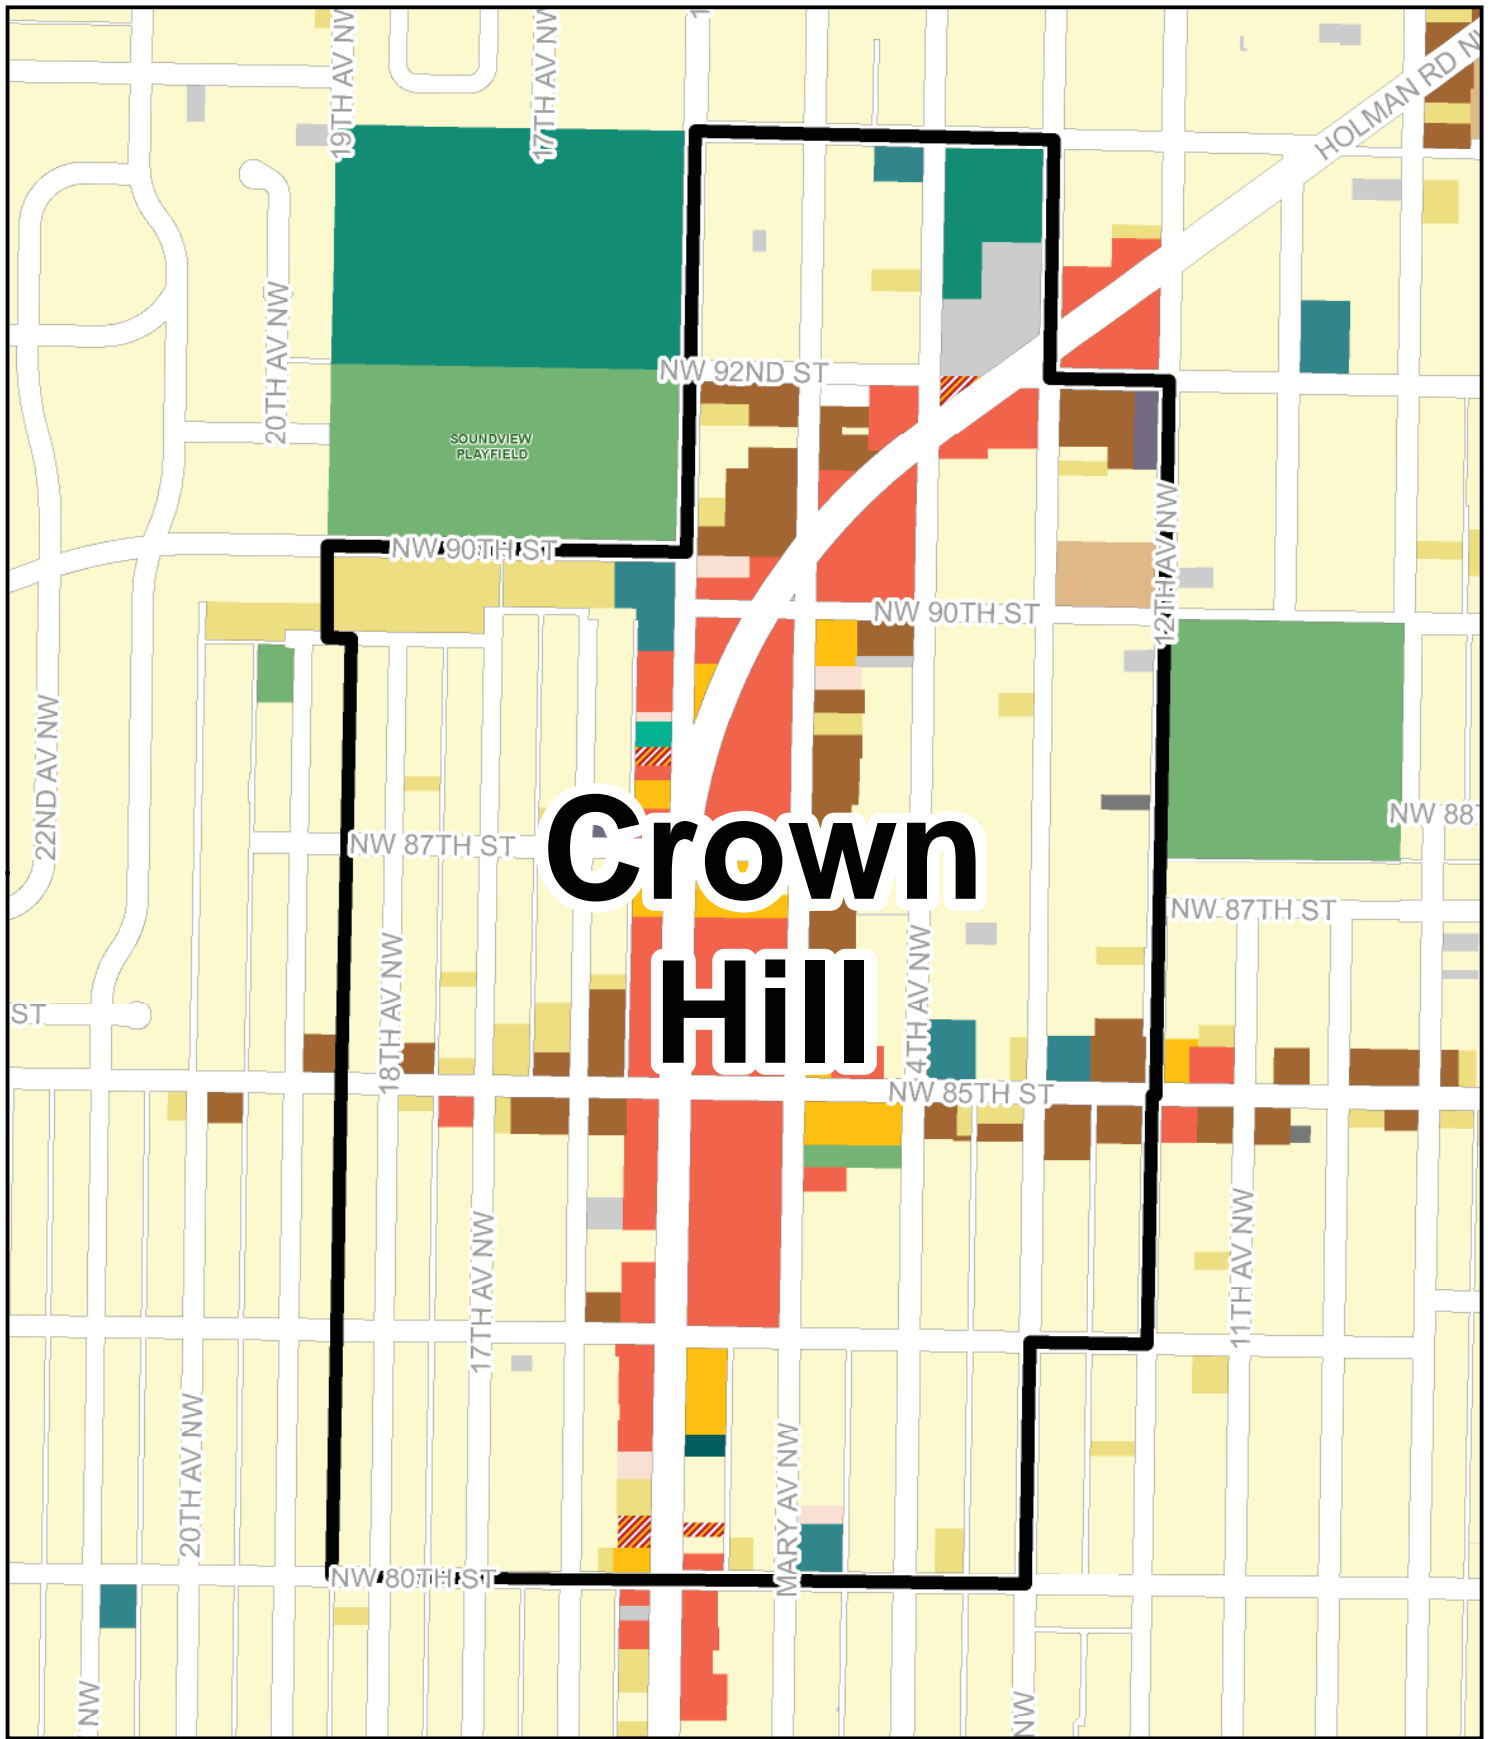 19TH AV NW
17TH AV NW
1
HOLMAN RD N
20TH AV NW
NW 92ND ST
SOUNDVIEW
PLAYFIELD
NW 90TH ST
12TH AV NW
NW 90TH ST
22ND AV NW
NW 88
NW 87TH ST
Crown
Hill
NW 87TH ST
18TH AV NW
4TH AV NW
ST
NW 85TH ST
17TH AV NW
11TH AV NW
20TH AV NW
MARY AV NW
NW 80TH ST
NW
NW